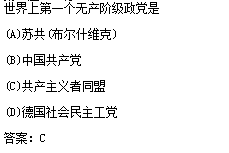 世界上第一个无产阶级政党是
(A)苏共(布尔什维克)
(B)中国共产党
(C)共产主义者同盟
(D)德国社会民主工党
答案：C